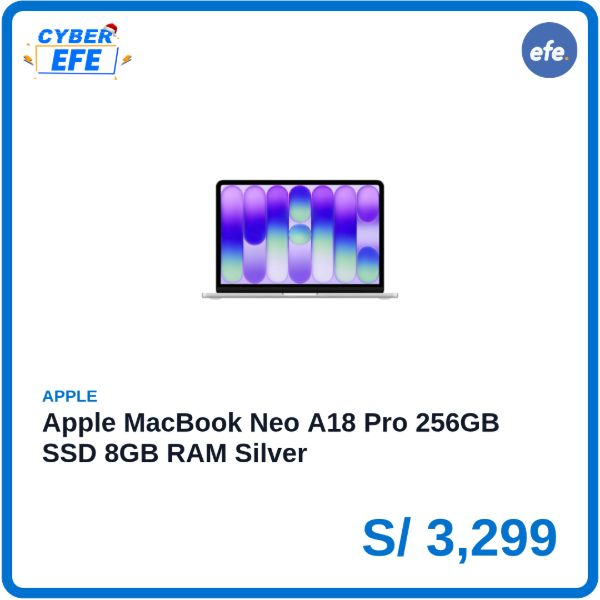 CYBER
EFE
efe.
APPLE
Apple MacBook Neo A18 Pro 256GB
SSD 8GB RAM Silver
S/ 3,299